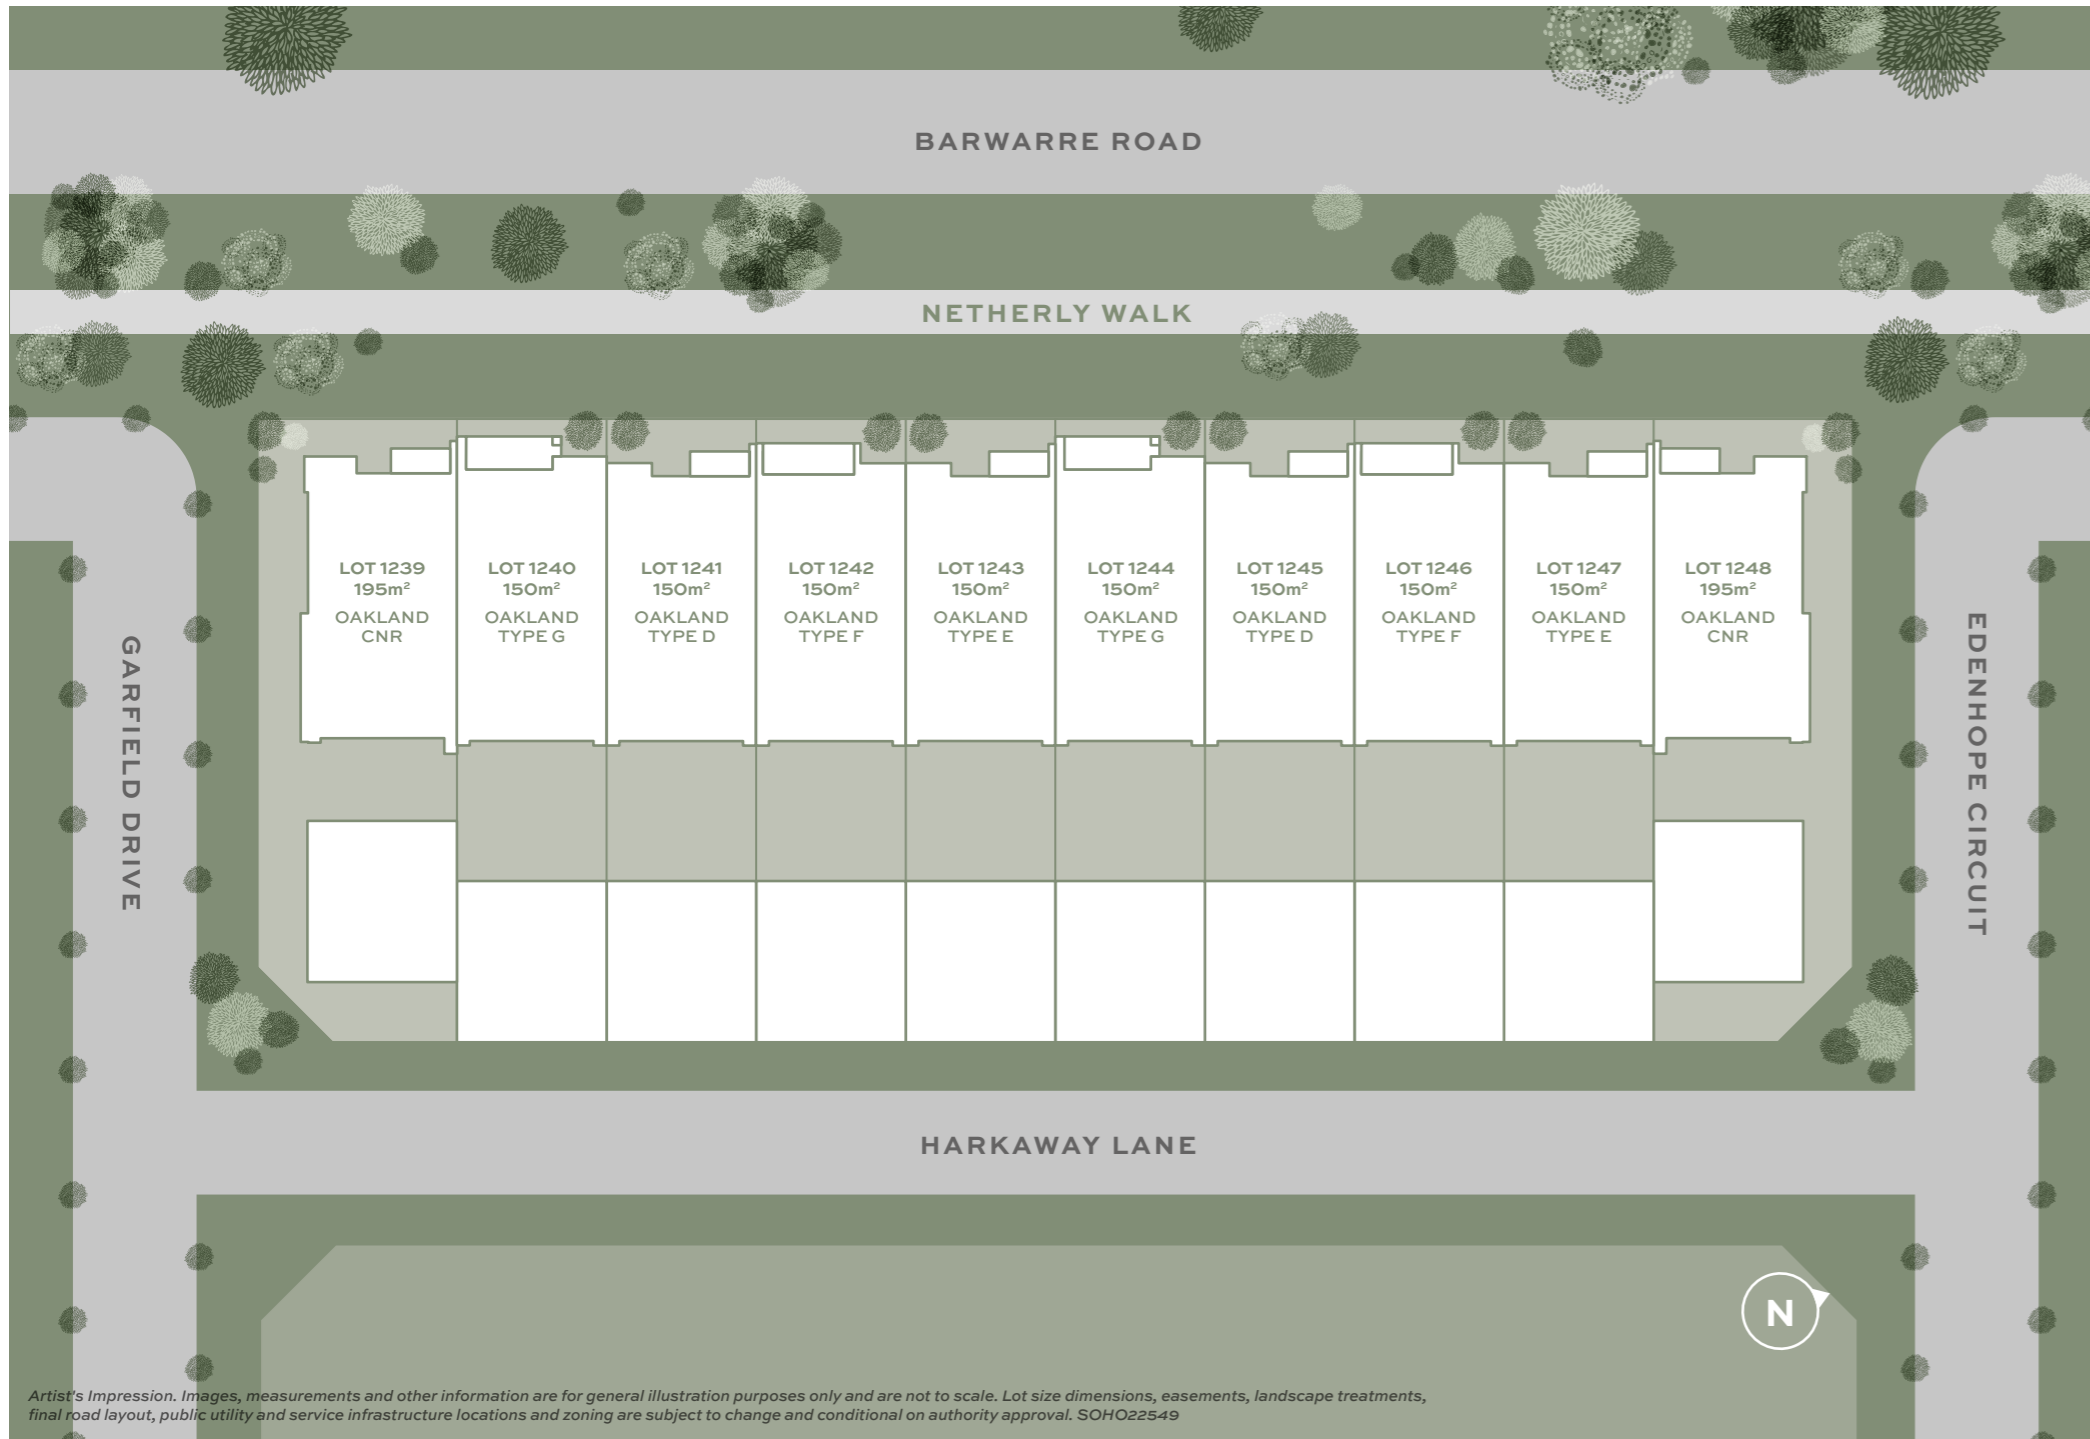 BARWARRE ROAD
NETHERLY WALK
LOT 1239
195m²
OAKLAND
CNR
LOT 1240
150m²
OAKLAND
TYPE G
LOT 1241
150m²
OAKLAND
TYPE D
LOT 1242
150m²
OAKLAND
TYPE F
LOT 1243
150m²
OAKLAND
TYPE E
LOT 1244
150m²
OAKLAND
TYPE G
LOT 1245
150m²
OAKLAND
TYPE D
LOT 1246
150m²
OAKLAND
TYPE F
LOT 1247
150m²
OAKLAND
TYPE E
LOT 1248
195m²
OAKLAND
CNR
GARFIELD DRIVE
EDENHOPE CIRCUIT
HARKAWAY LANE
N
Artist's Impression. Images, measurements and other information are for general illustration purposes only and are not to scale. Lot size dimensions, easements, landscape treatments,
final road layout, public utility and service infrastructure locations and zoning are subject to change and conditional on authority approval. SOHO22549